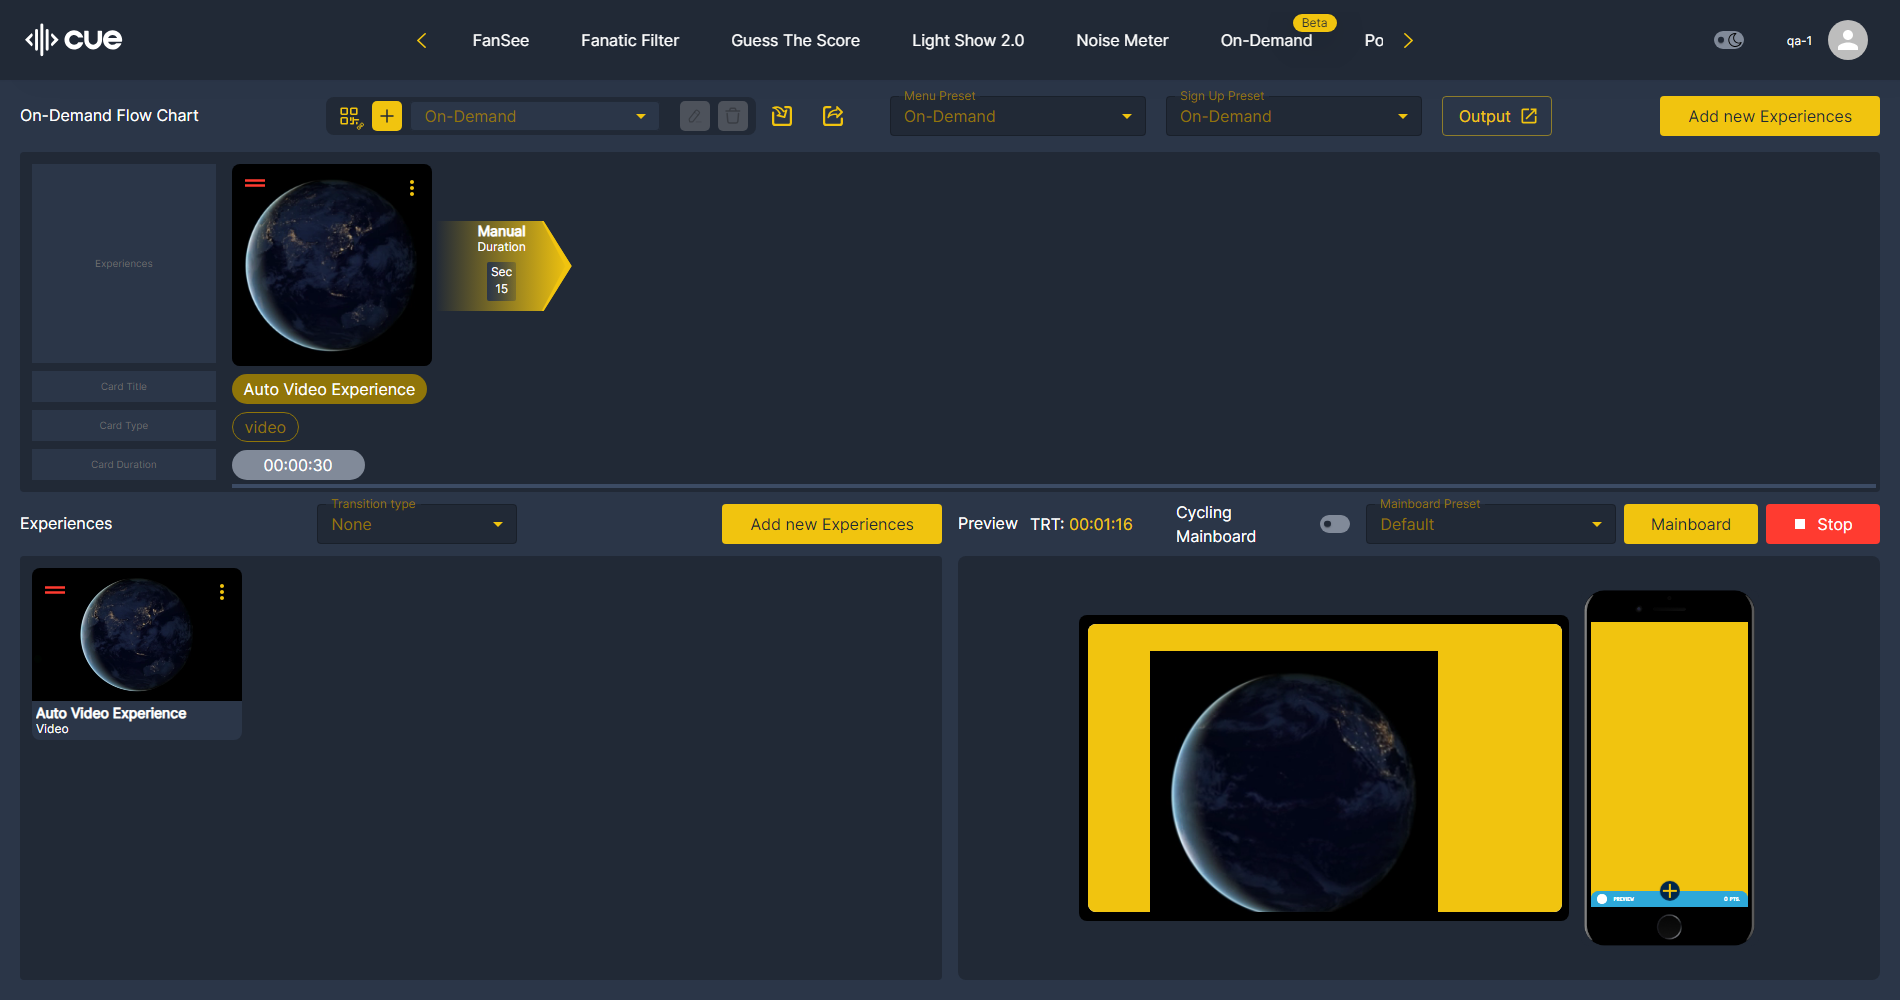 cue
FanSee
Fanatic Filter
Guess The Score
Light Show 2.0
Noise Meter
On-Demand
Beta
Po
qa-1
On-Demand Flow Chart
On-Demand
Menu Preset
On-Demand
Sign Up Preset
On-Demand
Output
Add new Experiences
Experiences
Manual
Duration
Sec
15
Card Title
Auto Video Experience
Card Type
video
Card Duration
00:00:30
Experiences
Transition type
None
Add new Experiences
Preview
TRT: 00:01:16
Cycling
Mainboard
Mainboard Preset
Default
Mainboard
Stop
Auto Video Experience
Video
PREVIEW
0 PTS.